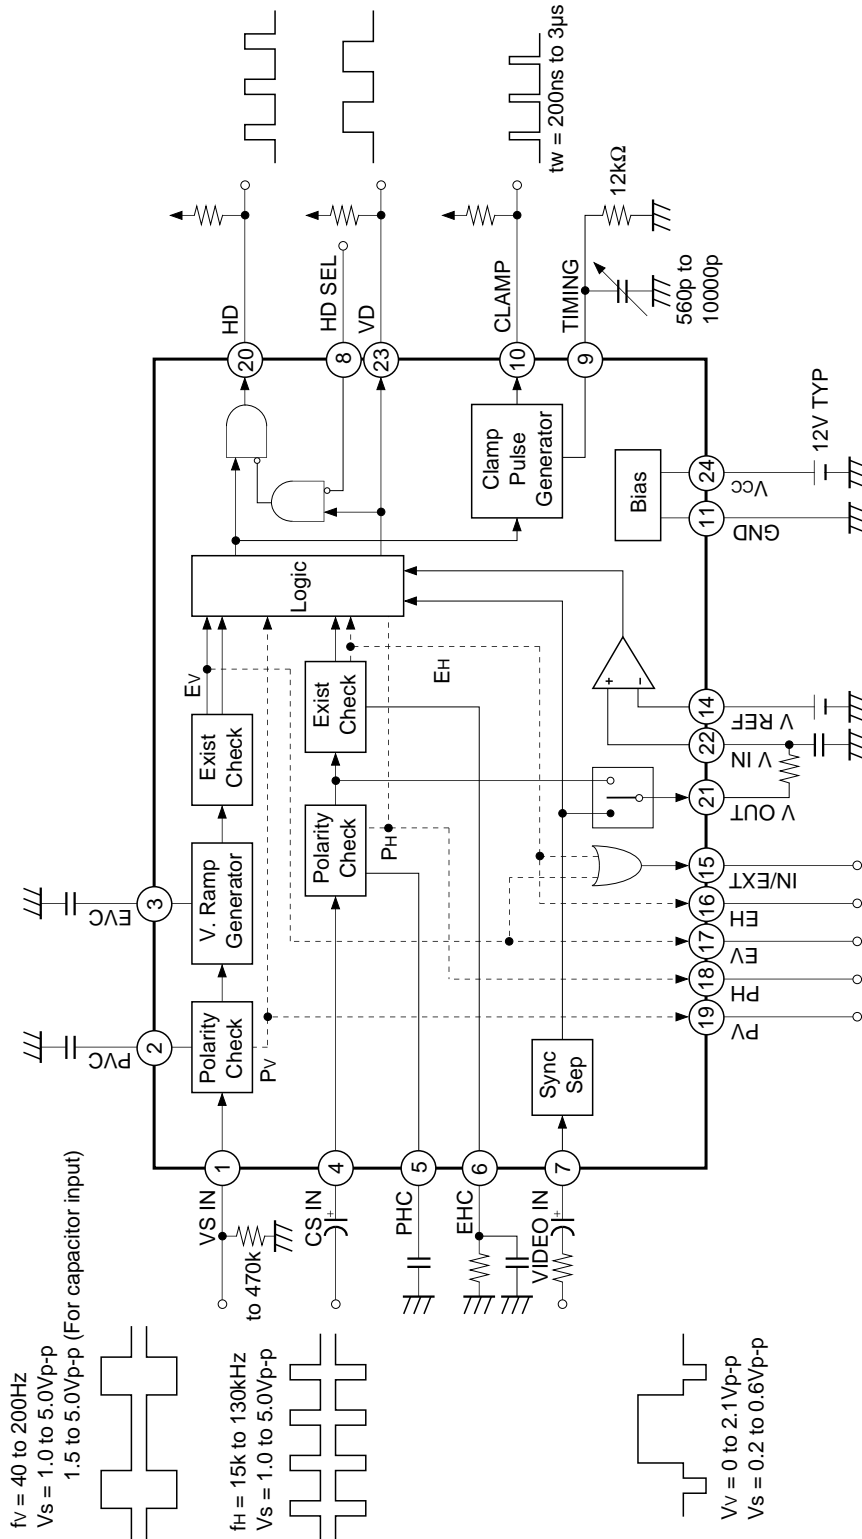 fV = 40 to 200Hz
VS = 1.0 to 5.0Vp-p
1.5 to 5.0Vp-p (For capacitor input)
fH = 15k to 130kHz
VS = 1.0 to 5.0Vp-p
VV = 0 to 2.1Vp-p
VS = 0.2 to 0.6Vp-p
VS IN
1
to 470k
CS IN
+
4
PHC
5
EHC
6
VIDEO IN
+
7
PVC
2
EVC
3
Polarity
Check
PV
V. Ramp
Generator
Exist
Check
EV
Polarity
Check
PH
Exist
Check
EH
Logic
Sync
Sep
Clamp
Pulse
Generator
Bias
+
−
HD
20
HD SEL
8
VD
23
CLAMP
10
tw = 200ns to 3µs
TIMING
9
12kΩ
560p to
10000p
19
PV
18
PH
17
EV
16
EH
15
IN/EXT
21
V OUT
22
V IN
14
V REF
11
GND
24
VCC
12V TYP